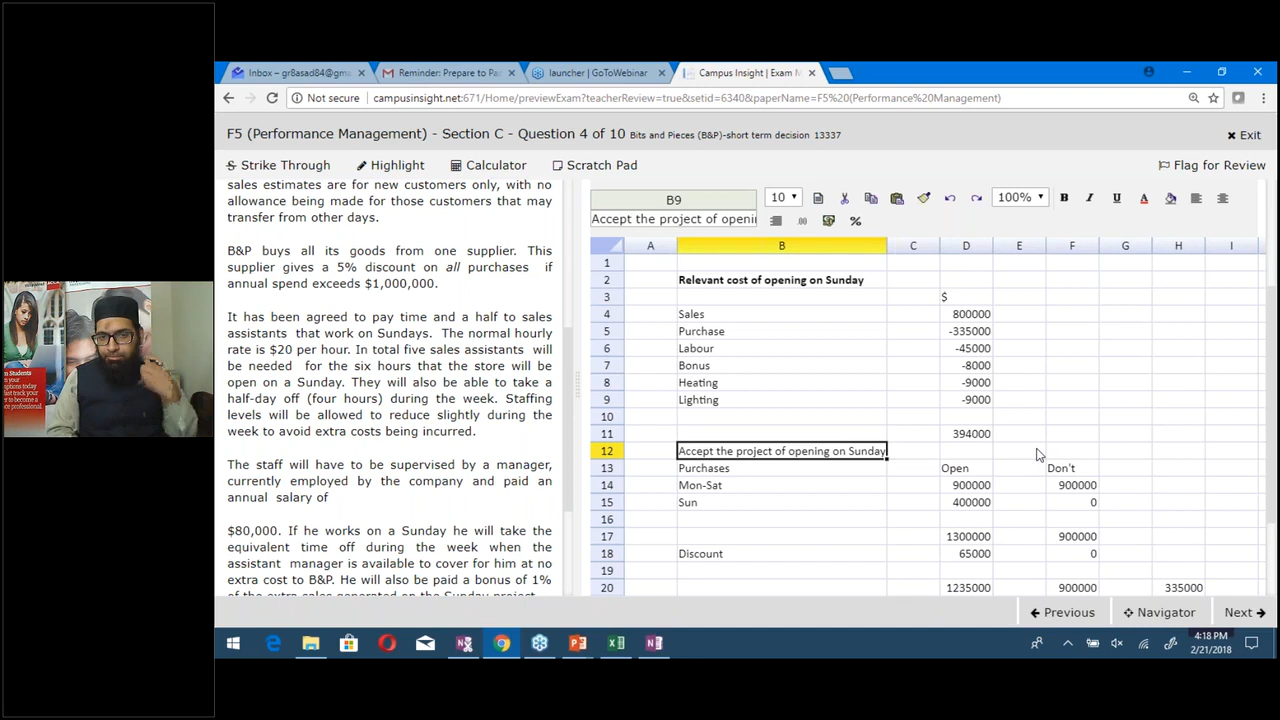 Inbox – gr8asad84@gma
Reminder: Prepare to Pa
launcher | GoToWebinar
Campus Insight | Exam M
Not secure
campusinsight.net:671/Home/previewExam?teacherReview=true&setid=6340&paperName=F5%20(Performance%20Management)
F5 (Performance Management) - Section C - Question 4 of 10 Bits and Pieces (B&P)-short term decision 13337
Exit
Strike Through
Highlight
Calculator
Scratch Pad
Flag for Review
sales estimates are for new customers only, with no
allowance being made for those customers that may
transfer from other days.
B&P buys all its goods from one supplier. This
supplier gives a 5% discount on all purchases if
annual spend exceeds $1,000,000.
It has been agreed to pay time and a half to sales
assistants that work on Sundays. The normal hourly
rate is $20 per hour. In total five sales assistants will
be needed for the six hours that the store will be
open on a Sunday. They will also be able to take a
half-day off (four hours) during the week. Staffing
levels will be allowed to reduce slightly during the
week to avoid extra costs being incurred.
The staff will have to be supervised by a manager,
currently employed by the company and paid an
annual salary of
$80,000. If he works on a Sunday he will take the
equivalent time off during the week when the
assistant manager is available to cover for him at no
extra cost to B&P. He will also be paid a bonus of 1%
of the extra sales generated on the Sunday project.
B9
10
100%
B I U A
Accept the project of openi
%
A B C D E F G H I
1
2 Relevant cost of opening on Sunday
3 $
4 Sales 800000
5 Purchase -335000
6 Labour -45000
7 Bonus -8000
8 Heating -9000
9 Lighting -9000
10
11 394000
12 Accept the project of opening on Sunday
13 Purchases Open Don't
14 Mon-Sat 900000 900000
15 Sun 400000 0
16
17 1300000 900000
18 Discount 65000 0
19
20 1235000 900000 335000
Previous
Navigator
Next
4:18 PM
2/21/2018